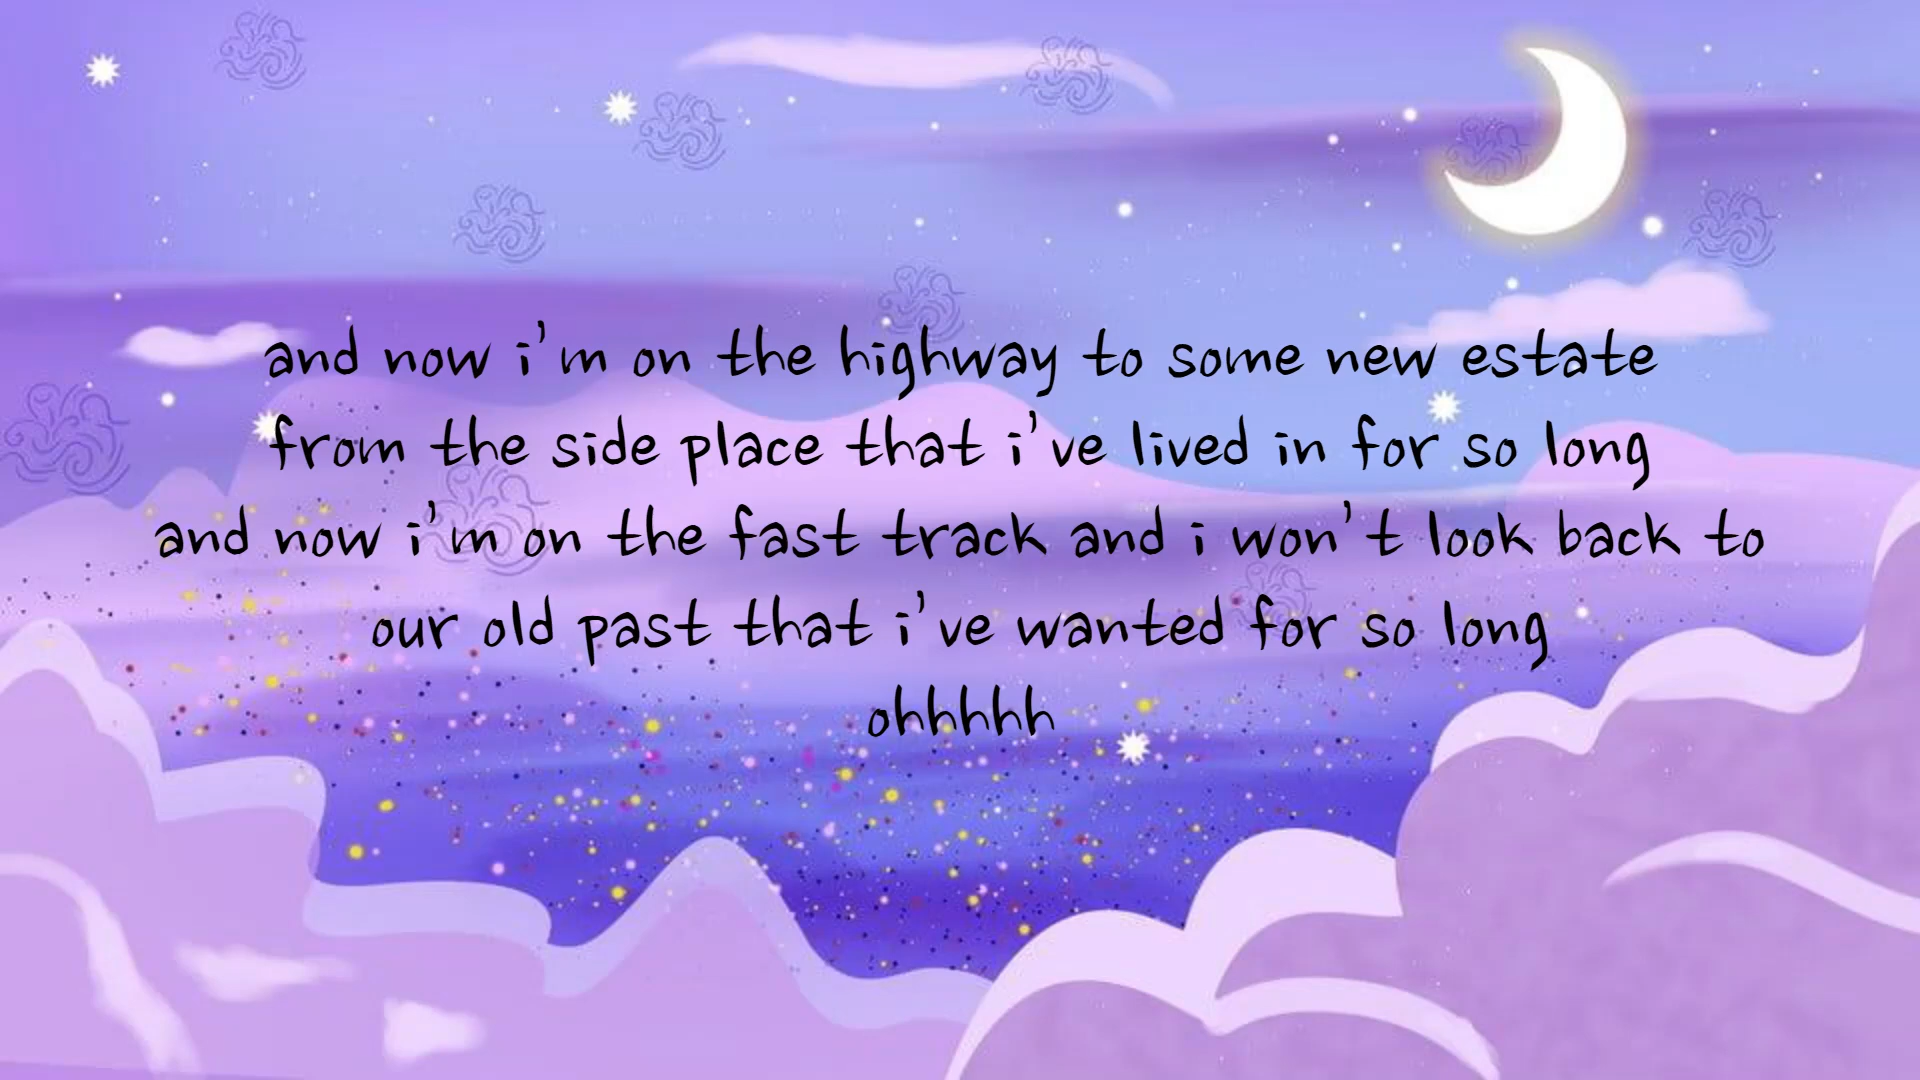 and now i'm on the highway to some new estate
from the side place that i've lived in for so long
and now i'm on the fast track and i won't look back to
our old past that i've wanted for so long
ohhhhh